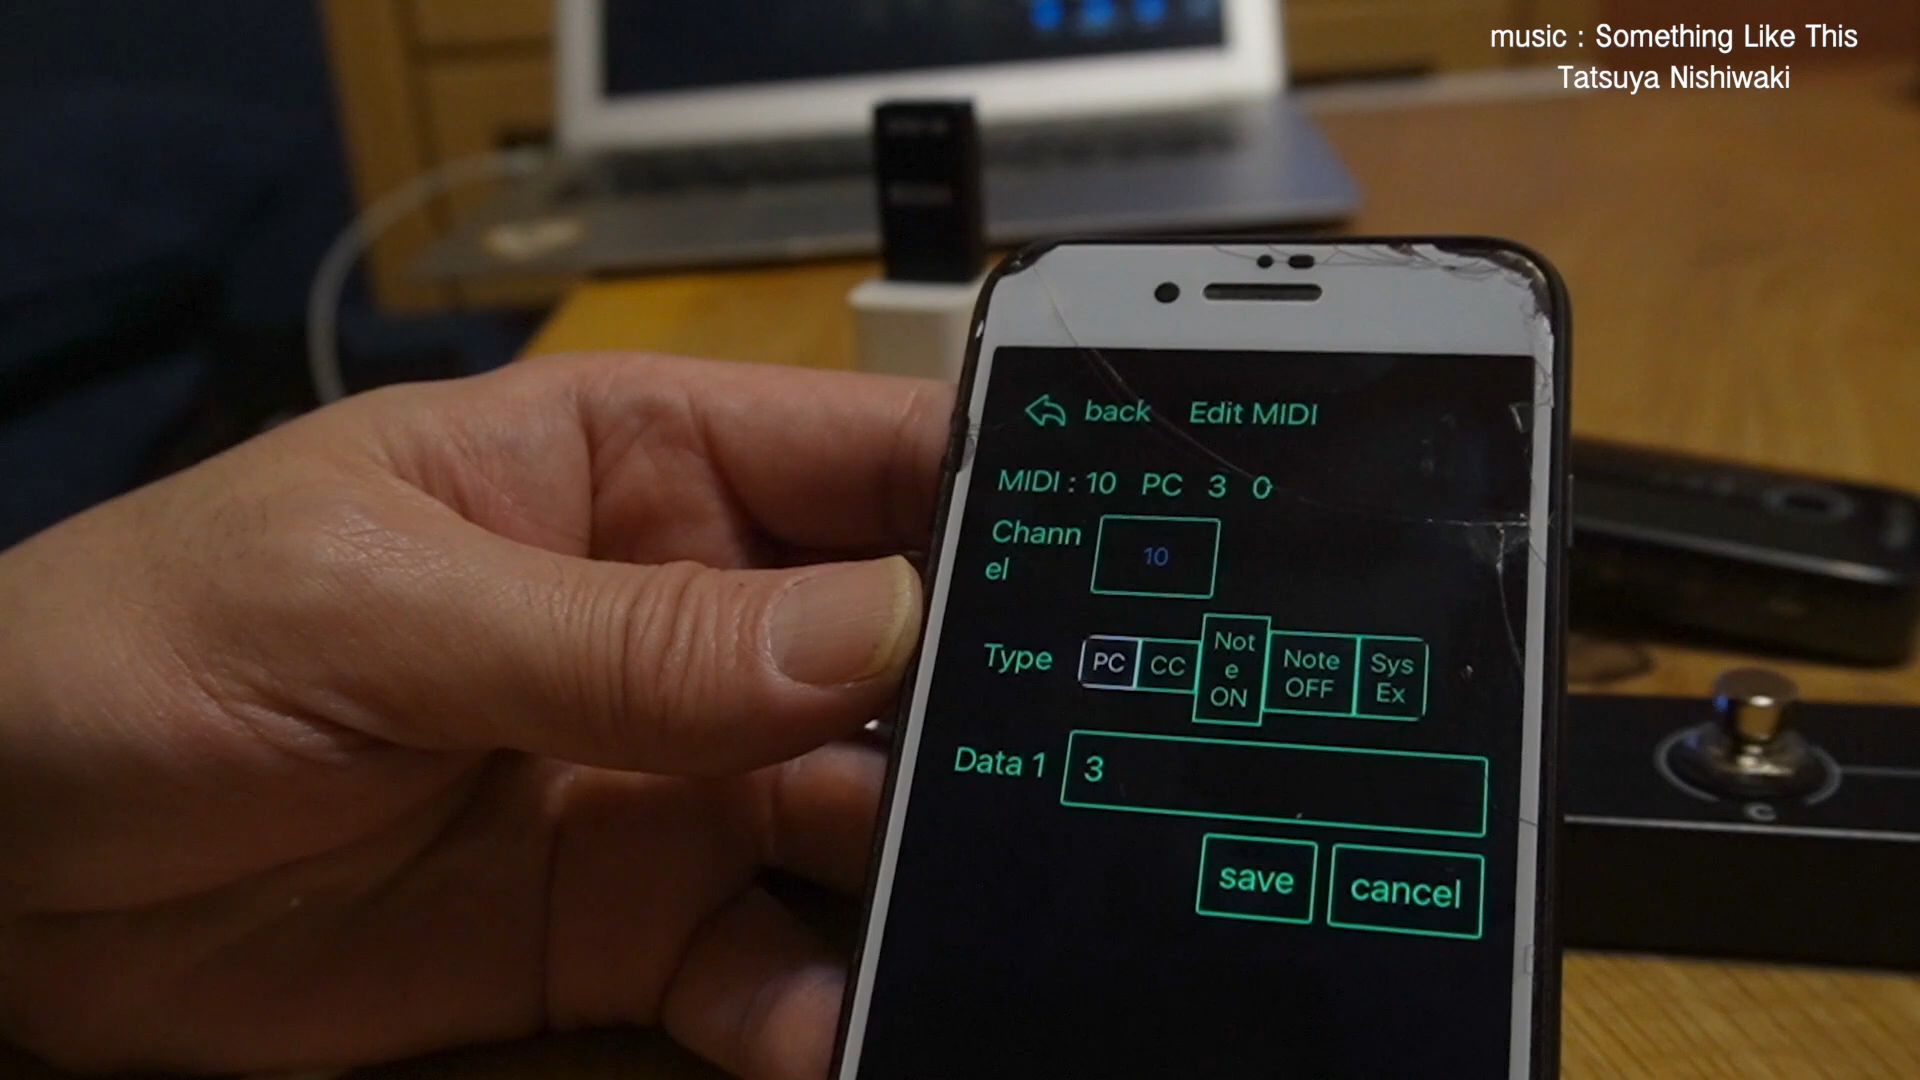 music : Something Like This
Tatsuya Nishiwaki
back Edit MIDI
MIDI : 10 PC 3 0
Chann
el
10
Type
PC
CC
Not
e
ON
Note
OFF
Sys
Ex
Data 1
3
save
cancel
C